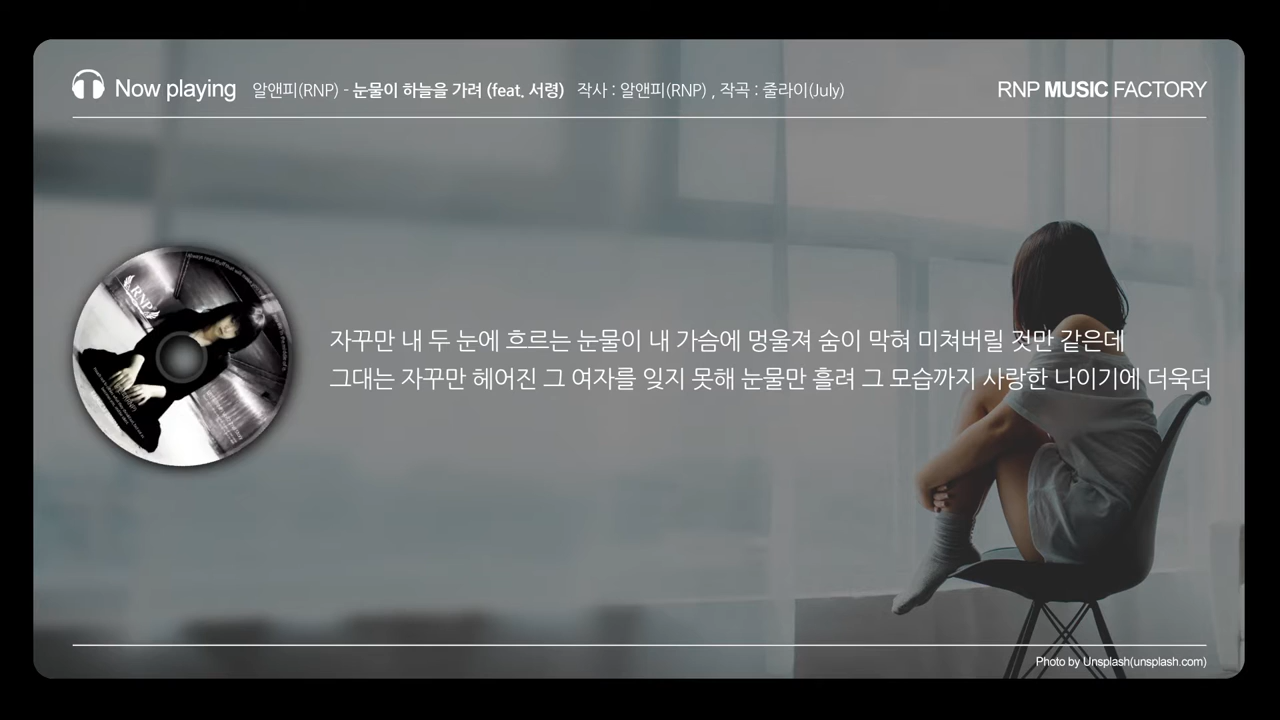 Now playing 알앤피(RNP) - 눈물이 하늘을 가려 (feat. 서령) 작사 : 알앤피(RNP) , 작곡 : 줄라이(July)
RNP MUSIC FACTORY
RNP
자꾸만 내 두 눈에 흐르는 눈물이 내 가슴에 멍울져 숨이 막혀 미쳐버릴 것만 같은데
그대는 자꾸만 헤어진 그 여자를 잊지 못해 눈물만 흘려 그 모습까지 사랑한 나이기에 더욱더
Photo by Unsplash(unsplash.com)